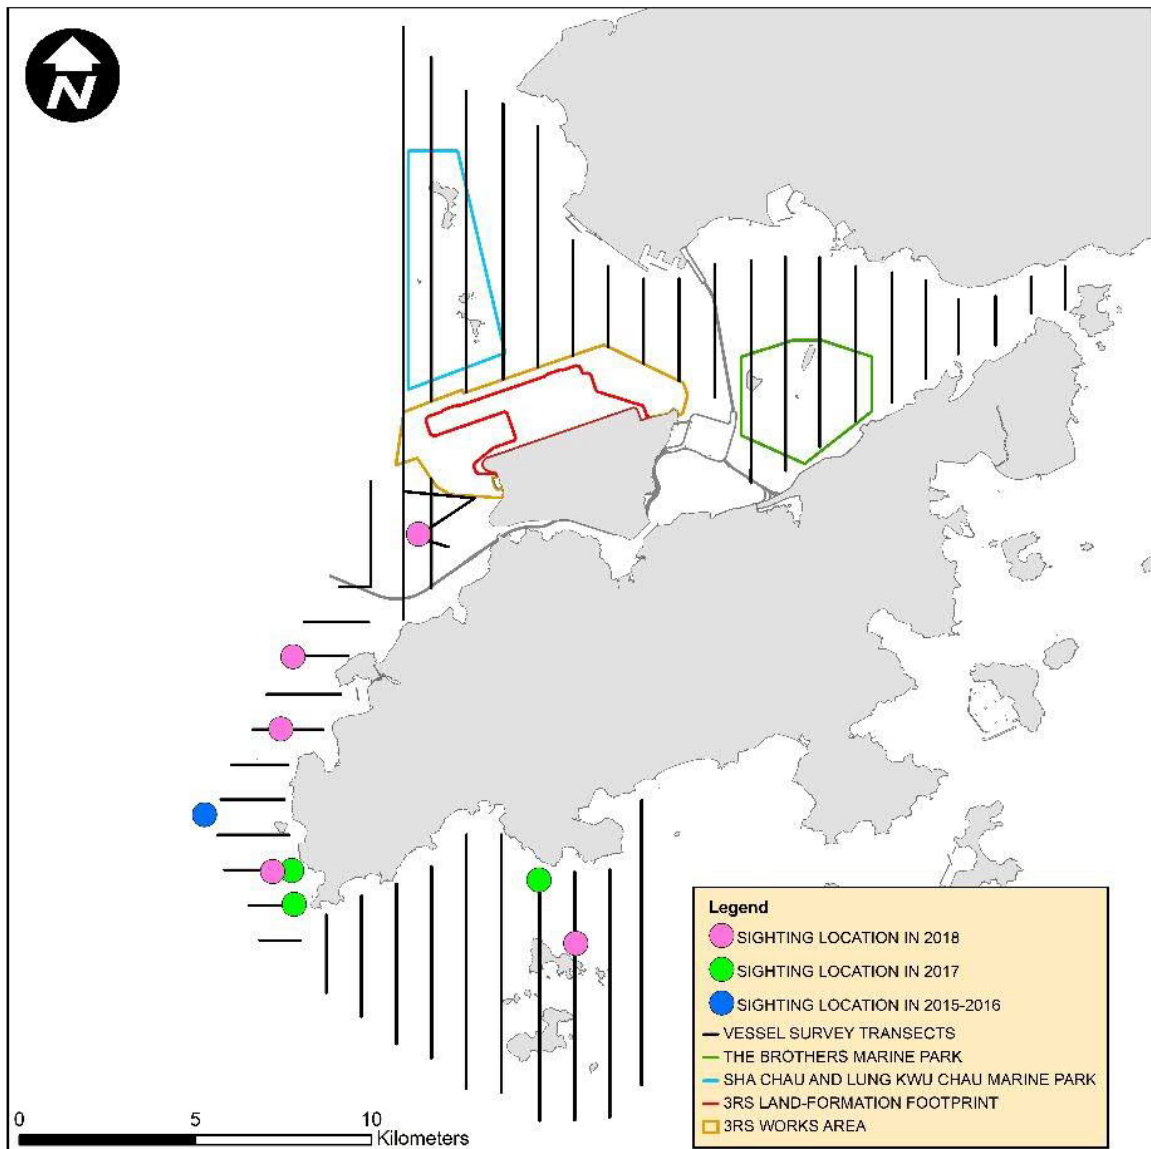 N
Legend
SIGHTING LOCATION IN 2018
SIGHTING LOCATION IN 2017
SIGHTING LOCATION IN 2015-2016
VESSEL SURVEY TRANSECTS
THE BROTHERS MARINE PARK
SHA CHAU AND LUNG KWU CHAU MARINE PARK
3RS LAND-FORMATION FOOTPRINT
3RS WORKS AREA
0 5 10
Kilometers